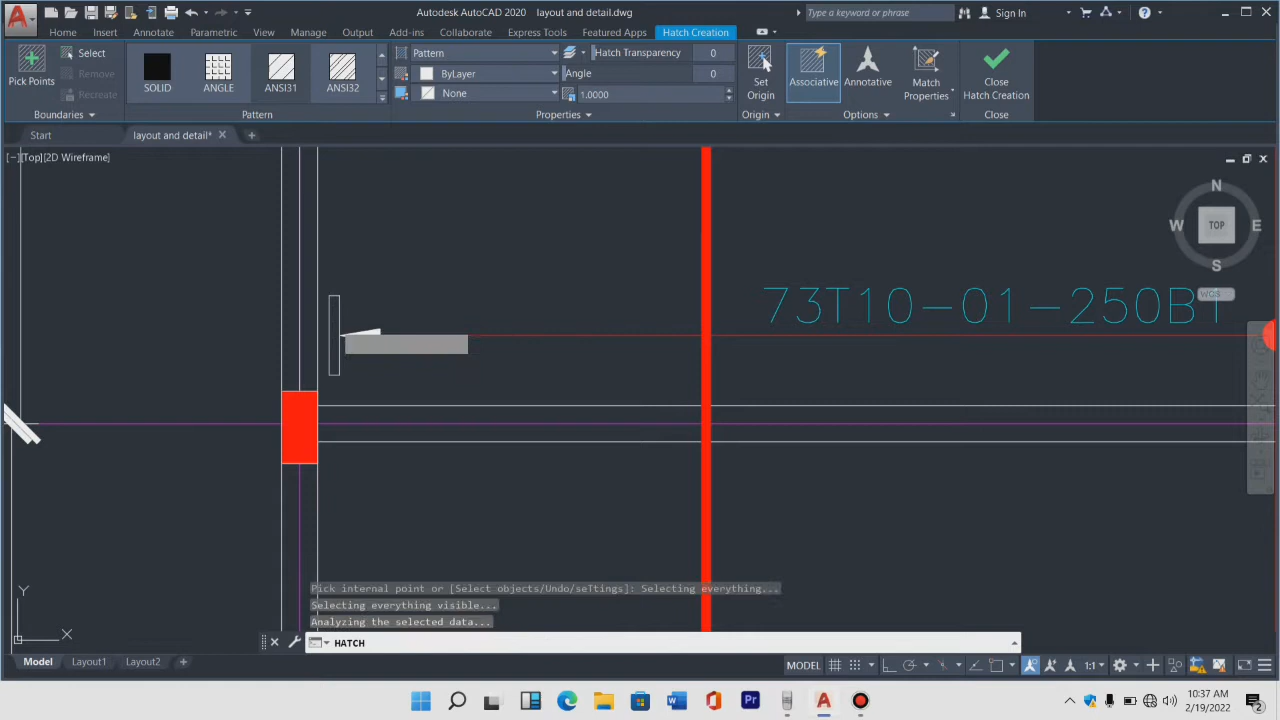 Autodesk AutoCAD 2020 layout and detail.dwg
Type a keyword or phrase
Sign In
Home Insert Annotate Parametric View Manage Output Add-ins Collaborate Express Tools Featured Apps Hatch Creation
Pick Points
Select
Remove
Recreate
Boundaries
SOLID
ANGLE
ANSI31
ANSI32
Pattern
Pattern
ByLayer
None
Hatch Transparency 0
Angle 0
1.0000
Properties
Set
Origin
Origin
Associative
Annotative
Match
Properties
Options
Close
Hatch Creation
Close
Start
layout and detail*
[−][Top][2D Wireframe]
N
W
TOP
E
S
WCS
73T10-01-250BT
Pick internal point or [Select objects/Undo/seTtings]: Selecting everything...
Selecting everything visible...
Analyzing the selected data...
Y
X
HATCH
Model Layout1 Layout2
MODEL
1:1
W
Pr
A
10:37 AM
2/19/2022
2